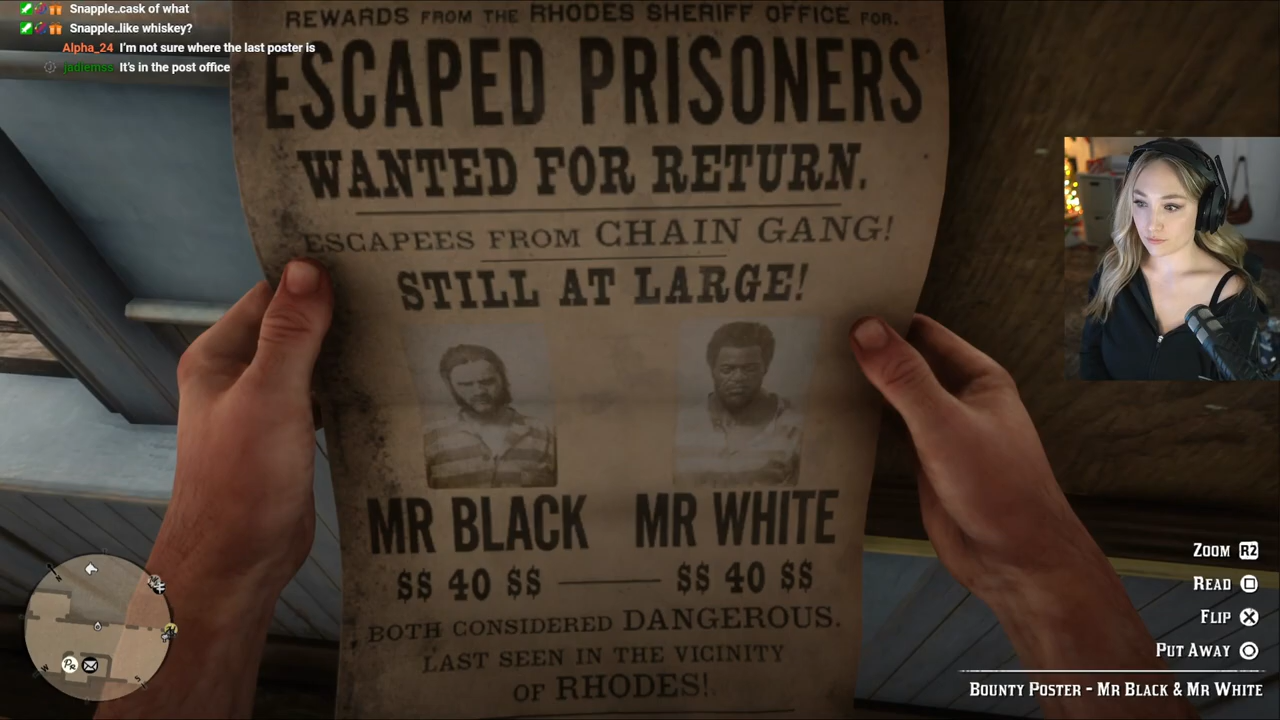 Snapple..cask of what
Snapple..like whiskey?
Alpha_24 I'm not sure where the last poster is
jadiemss It's in the post office
REWARDS FROM THE RHODES SHERIFF OFFICE FOR.
ESCAPED PRISONERS
WANTED FOR RETURN.
ESCAPEES FROM CHAIN GANG!
STILL AT LARGE!
MR BLACK MR WHITE
$$ 40 $$ $$ 40 $$
BOTH CONSIDERED DANGEROUS.
LAST SEEN IN THE VICINITY
OF RHODES!
ZOOM R2
READ
FLIP
PUT AWAY
BOUNTY POSTER - MR BLACK & MR WHITE
W
S
PR